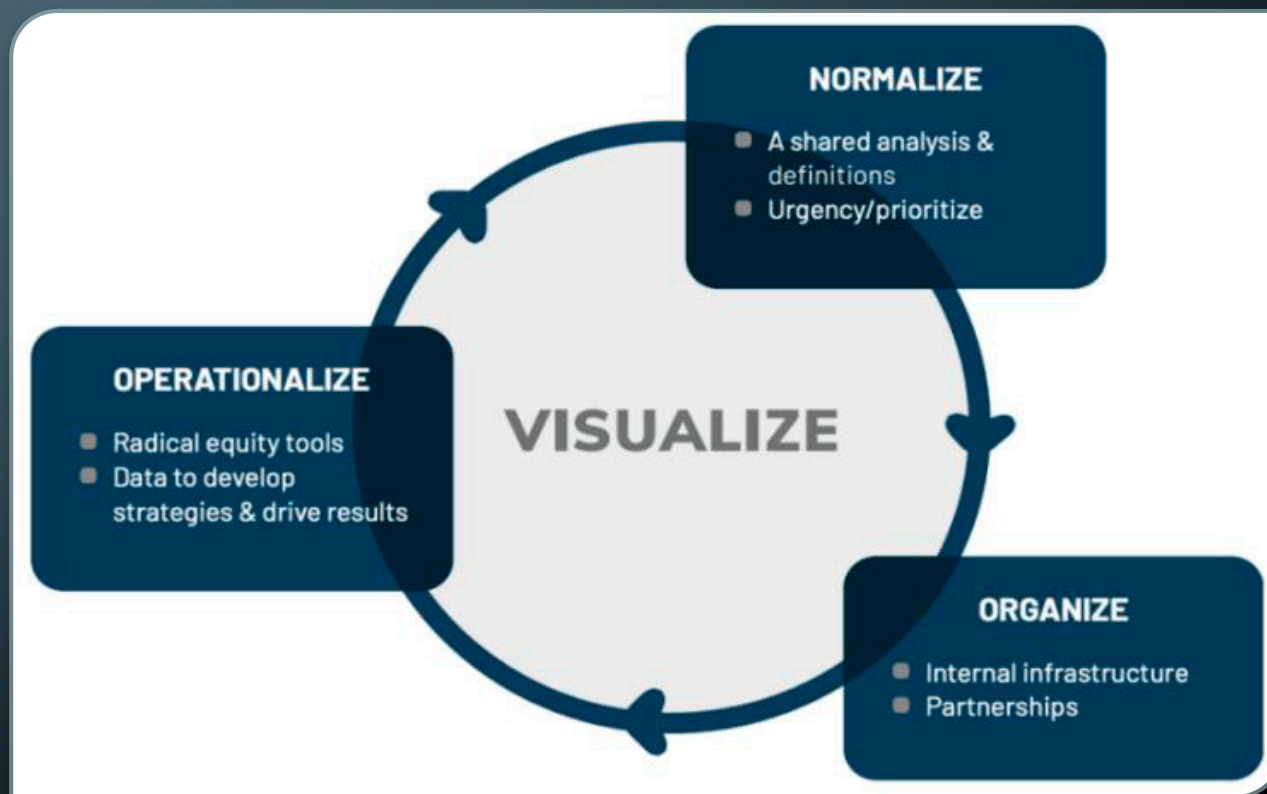 NORMALIZE
A shared analysis &
definitions
Urgency/prioritize
OPERATIONALIZE
Radical equity tools
Data to develop
strategies & drive results
VISUALIZE
ORGANIZE
Internal infrastructure
Partnerships